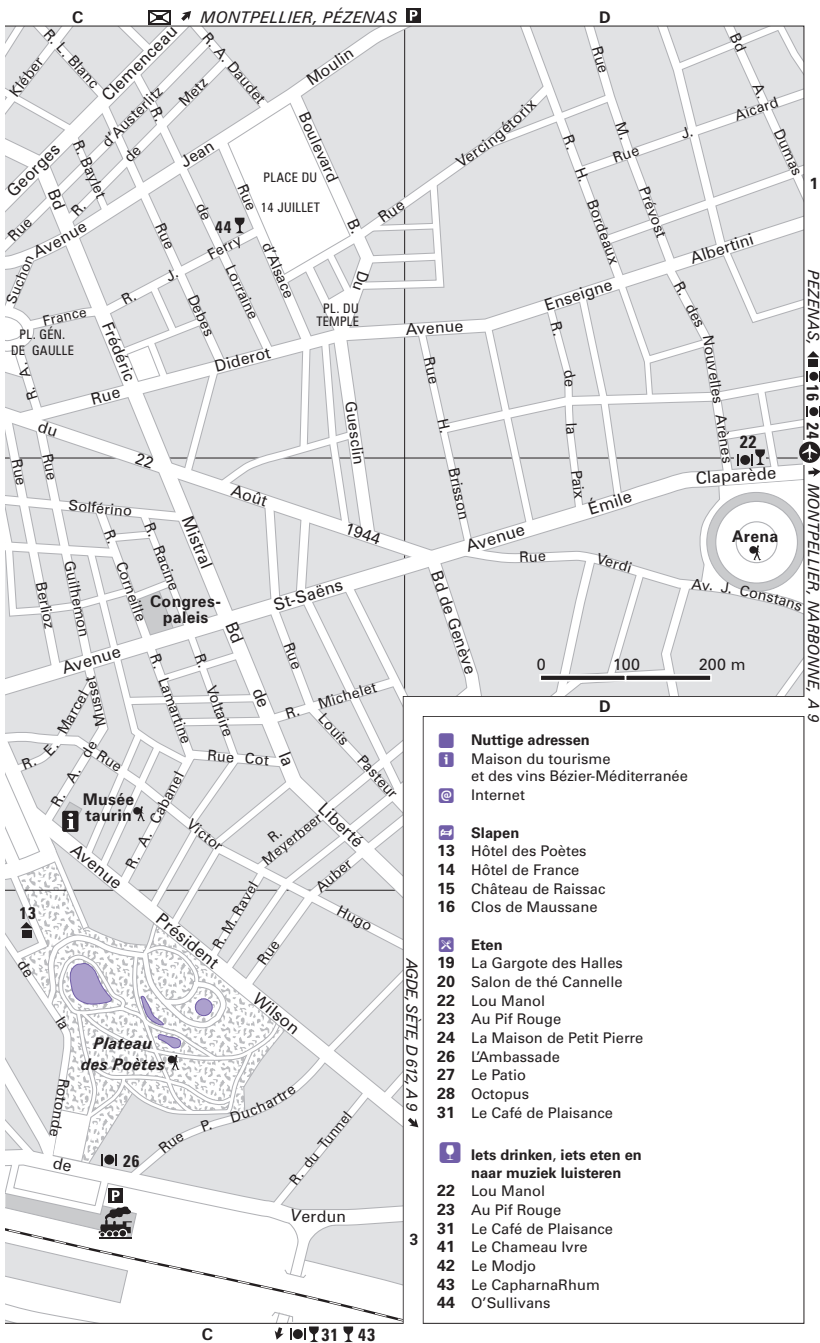 C
MONTPELLIER, PÉZENAS P
D
Kléber
R. L. Blanc
Clemenceau
Georges
R. A. Daudet
Rue d'Austerlitz
R. de Metz
R. Baylet
Avenue Jean Moulin
Boulevard
B. Du Guesclin
Rue Vercingétorix
Rue M. Prévost
Bd A. Dumas
Rue J. Aicard
R. H. Bordeaux
1
PLACE DU
14 JUILLET
44
Rue d'Alsace
R. J. Ferry
R. de Lorraine
Rue Debes
Bd Frédéric Mistral
Suchon
France
PL. GÉN.
DE GAULLE
R. A.
PL. DU
TEMPLE
Rue Diderot
Avenue Enseigne Albertini
R. des Nouvelles Arènes
R. de la Paix
Rue H. Brisson
22
du 22 Août 1944
Rue
Rue
Solférino
Avenue Émile Claparède
Arena
Rue Verdi
Av. J. Constans
R. Racine
R. Corneille
Guilhemon
Berlioz
Congres-
paleis
Avenue St-Saëns
Bd de Genève
0 100 200 m
PEZENAS, 16 24 MONTPELLIER, NARBONNE, A 9
Bd de la Liberté
R. Lamartine
R. Voltaire
Rue Louis Pasteur
R. Michelet
R. E. Marcel
R. A. de Musset
Rue Cot
Rue Victor Hugo
Musée
taurin
R. A. Cabanel
R. Meyerbeer
Rue Auber
R. M. Ravel
Avenue Président Wilson
13
de la Rotonde
Plateau
des Poètes
AGDE, SÈTE, D 612, A 9
Rue P. Duchartre
R. du Tunnel
26
de Verdun
P
3
C
31 43
D
Nuttige adressen
i Maison du tourisme
et des vins Bézier-Méditerranée
@ Internet
Slapen
13 Hôtel des Poètes
14 Hôtel de France
15 Château de Raissac
16 Clos de Maussane
Eten
19 La Gargote des Halles
20 Salon de thé Cannelle
22 Lou Manol
23 Au Pif Rouge
24 La Maison de Petit Pierre
26 L'Ambassade
27 Le Patio
28 Octopus
31 Le Café de Plaisance
Iets drinken, iets eten en
naar muziek luisteren
22 Lou Manol
23 Au Pif Rouge
31 Le Café de Plaisance
41 Le Chameau Ivre
42 Le Modjo
43 Le CapharnaRhum
44 O'Sullivans